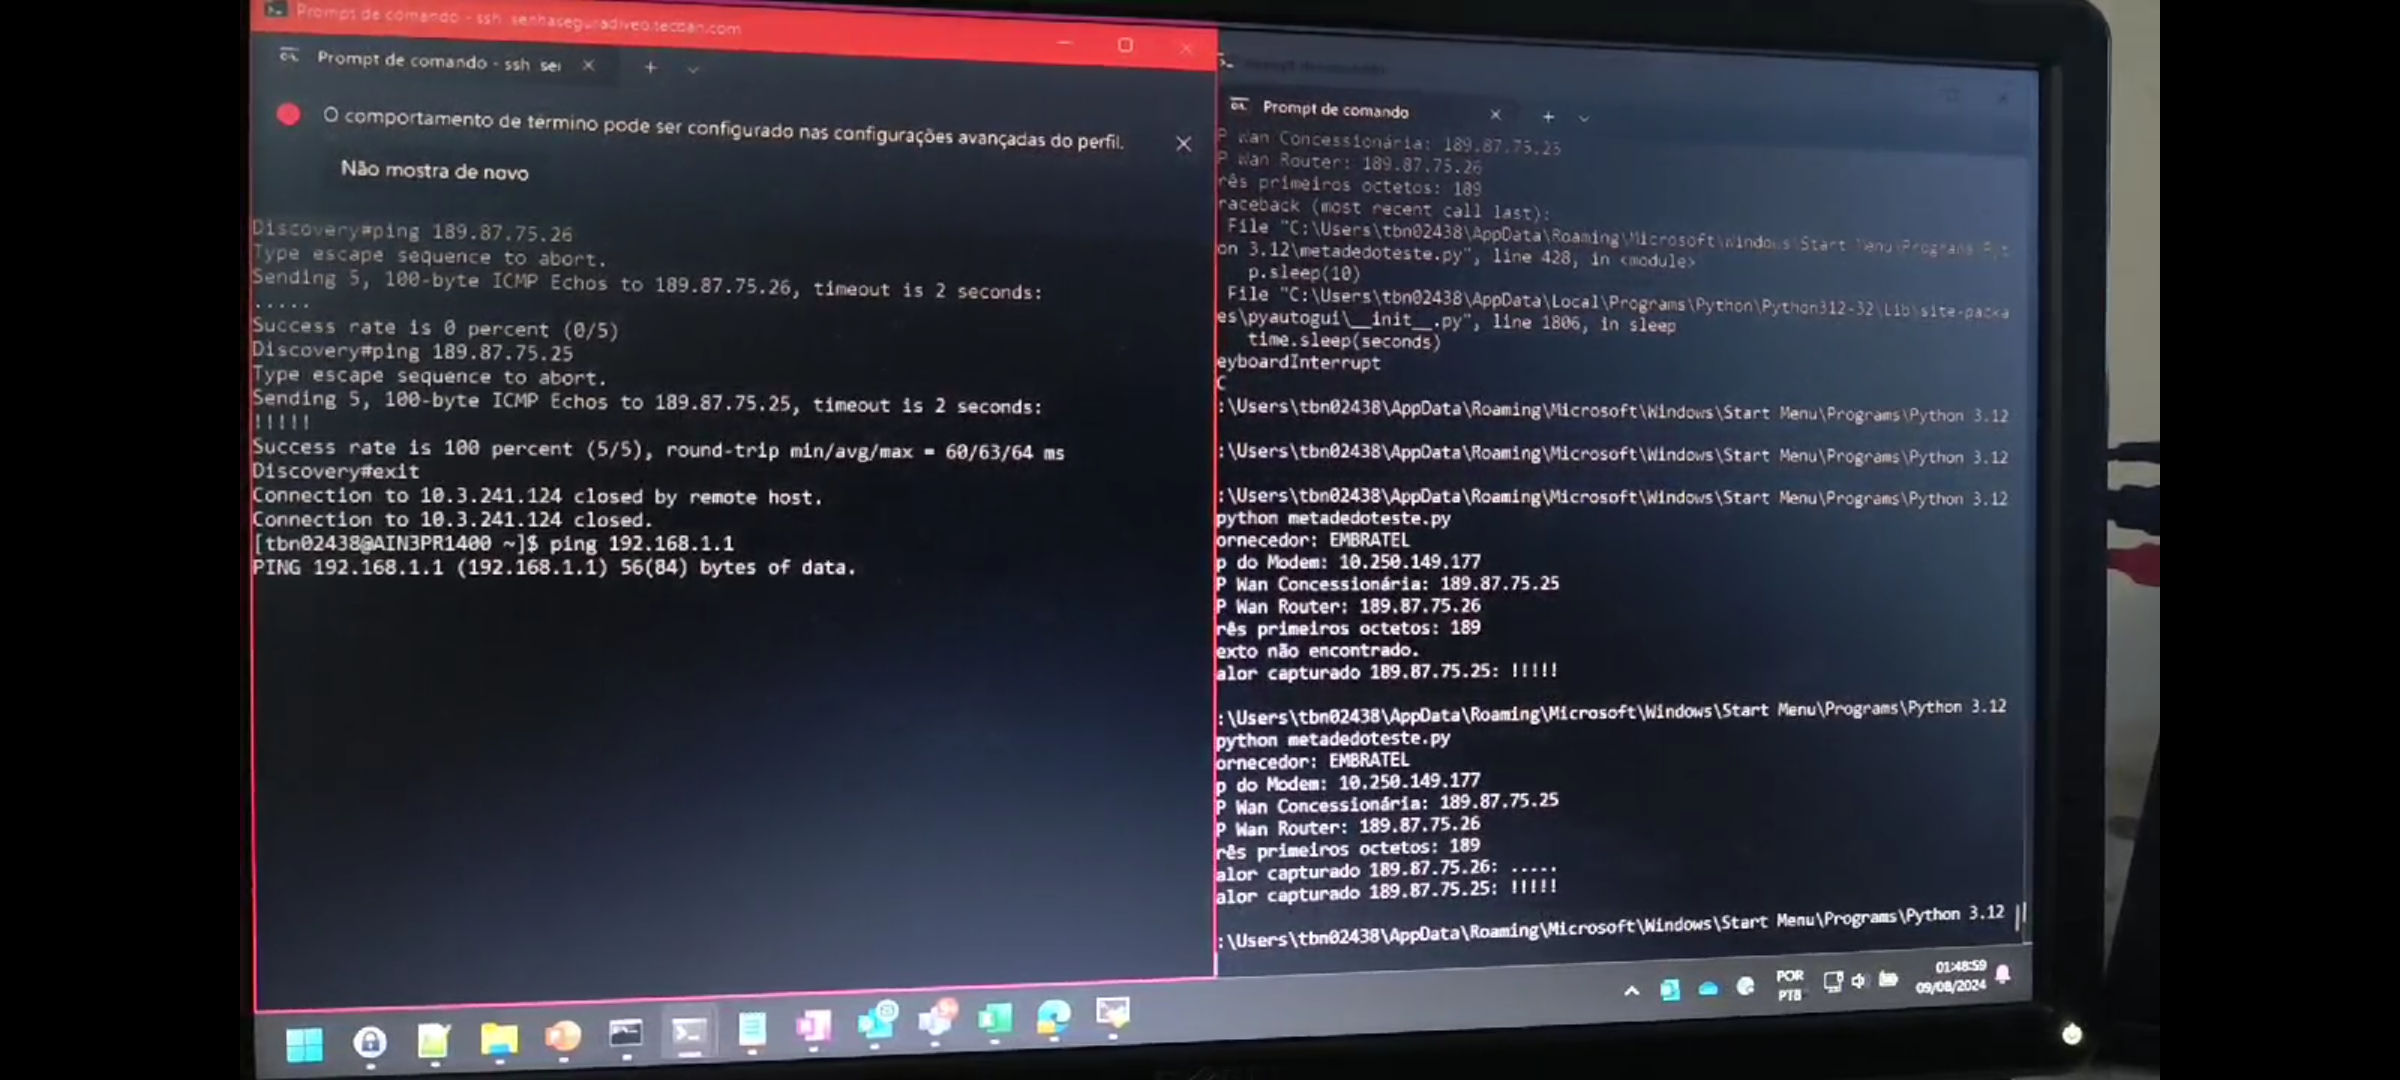 Prompt de comando - ssh senhaseguradiveo.tecban.com
Prompt de comando - ssh sei
O comportamento de término pode ser configurado nas configurações avançadas do perfil.
Não mostra de novo
Discovery#ping 189.87.75.26
Type escape sequence to abort.
Sending 5, 100-byte ICMP Echos to 189.87.75.26, timeout is 2 seconds:
.....
Success rate is 0 percent (0/5)
Discovery#ping 189.87.75.25
Type escape sequence to abort.
Sending 5, 100-byte ICMP Echos to 189.87.75.25, timeout is 2 seconds:
!!!!!
Success rate is 100 percent (5/5), round-trip min/avg/max = 60/63/64 ms
Discovery#exit
Connection to 10.3.241.124 closed by remote host.
Connection to 10.3.241.124 closed.
[tbn02438@AIN3PR1400 ~]$ ping 192.168.1.1
PING 192.168.1.1 (192.168.1.1) 56(84) bytes of data.
Prompt de comando
P Wan Concessionária: 189.87.75.25
P Wan Router: 189.87.75.26
rês primeiros octetos: 189
raceback (most recent call last):
File "C:\Users\tbn02438\AppData\Roaming\Microsoft\Windows\Start Menu\Programs\Pyt
on 3.12\metadedoteste.py", line 428, in <module>
p.sleep(10)
File "C:\Users\tbn02438\AppData\Local\Programs\Python\Python312-32\Lib\site-packa
es\pyautogui\__init__.py", line 1806, in sleep
time.sleep(seconds)
eyboardInterrupt
C
:\Users\tbn02438\AppData\Roaming\Microsoft\Windows\Start Menu\Programs\Python 3.12
:\Users\tbn02438\AppData\Roaming\Microsoft\Windows\Start Menu\Programs\Python 3.12
:\Users\tbn02438\AppData\Roaming\Microsoft\Windows\Start Menu\Programs\Python 3.12
python metadedoteste.py
ornecedor: EMBRATEL
p do Modem: 10.250.149.177
P Wan Concessionária: 189.87.75.25
P Wan Router: 189.87.75.26
rês primeiros octetos: 189
exto não encontrado.
alor capturado 189.87.75.25: !!!!!
:\Users\tbn02438\AppData\Roaming\Microsoft\Windows\Start Menu\Programs\Python 3.12
python metadedoteste.py
ornecedor: EMBRATEL
p do Modem: 10.250.149.177
P Wan Concessionária: 189.87.75.25
P Wan Router: 189.87.75.26
rês primeiros octetos: 189
alor capturado 189.87.75.26: .....
alor capturado 189.87.75.25: !!!!!
:\Users\tbn02438\AppData\Roaming\Microsoft\Windows\Start Menu\Programs\Python 3.12
POR
PTB
01:48:59
09/08/2024